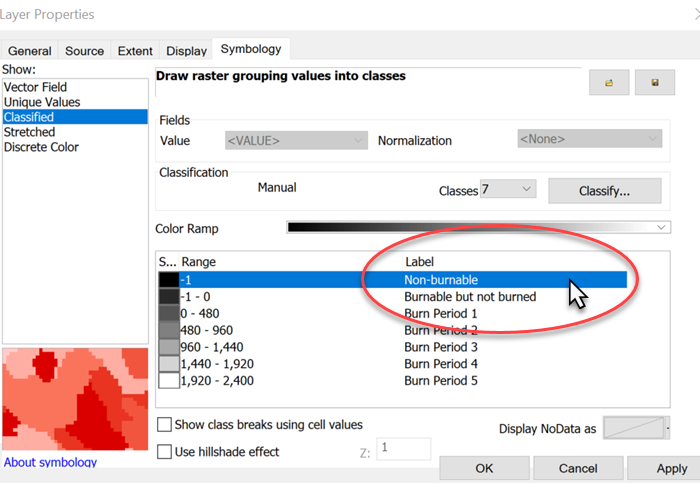 Layer Properties
General Source Extent Display Symbology
Show:
Vector Field
Unique Values
Classified
Stretched
Discrete Color
Draw raster grouping values into classes
Fields
Value <VALUE> Normalization <None>
Classification
Manual Classes 7 Classify...
Color Ramp
S... Range Label
-1 Non-burnable
-1 - 0 Burnable but not burned
0 - 480 Burn Period 1
480 - 960 Burn Period 2
960 - 1,440 Burn Period 3
1,440 - 1,920 Burn Period 4
1,920 - 2,400 Burn Period 5
Show class breaks using cell values
Display NoData as
Use hillshade effect Z: 1
About symbology
OK Cancel Apply